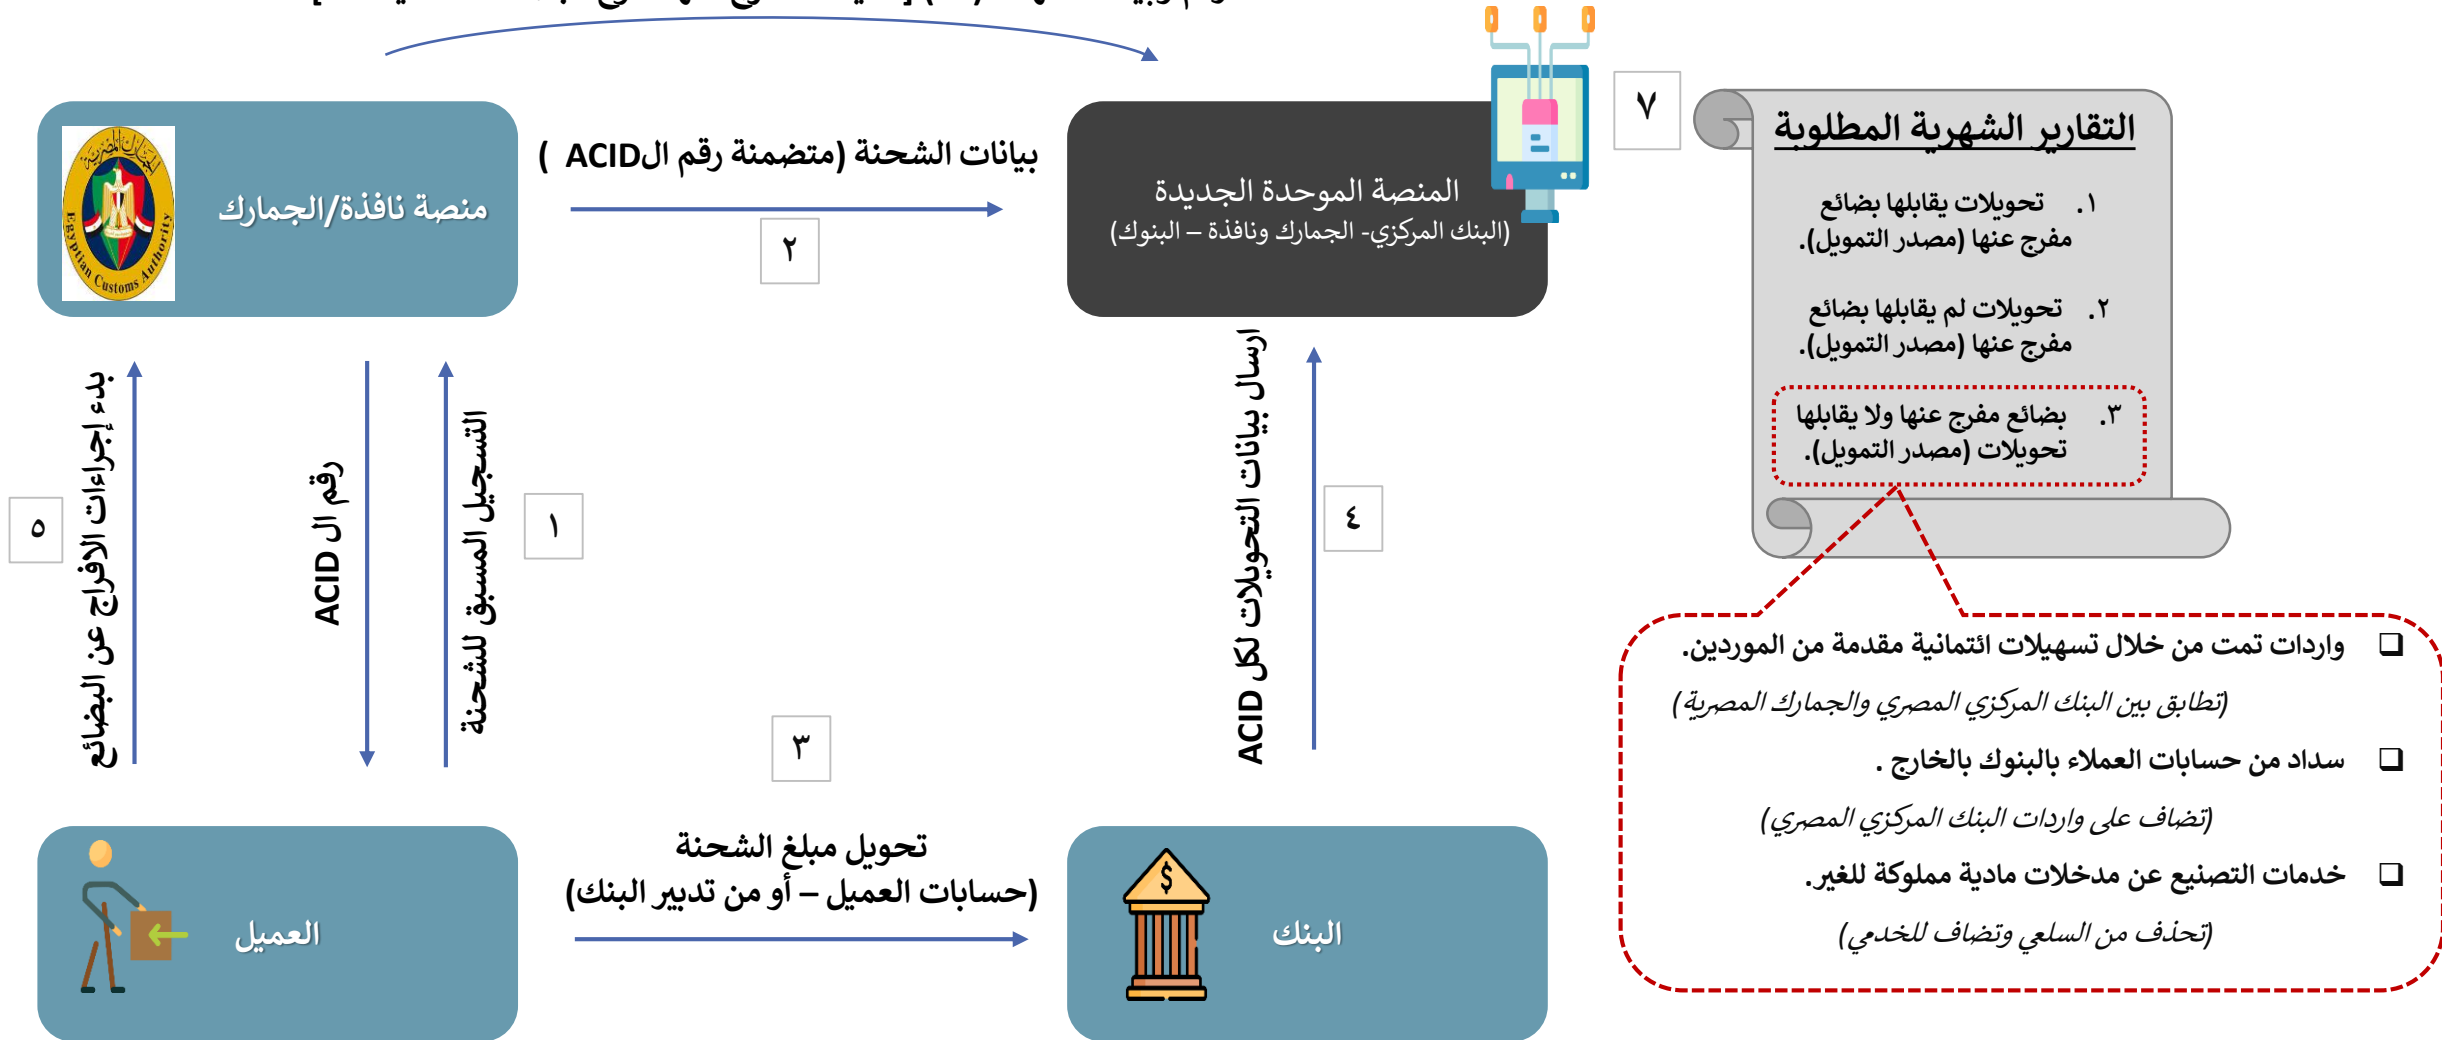 منصة نافذة/الجمارك
Egyptian Customs Authority
بيانات الشحنة (متضمنة رقم الACID )
٢
المنصة الموحدة الجديدة
(البنك المركزي- الجمارك ونافذة – البنوك)
٧
التقارير الشهرية المطلوبة
١. تحويلات يقابلها بضائع
مفرج عنها (مصدر التمويل).
٢. تحويلات لم يقابلها بضائع
مفرج عنها (مصدر التمويل).
٣. بضائع مفرج عنها ولا يقابلها
تحويلات (مصدر التمويل).
٥
بدء إجراءات الافراج عن البضائع
رقم ال ACID
التسجيل المسبق للشحنة
١
ارسال بيانات التحويلات لكل ACID
٤
٣
تحويل مبلغ الشحنة
(حسابات العميل – أو من تدبير البنك)
العميل
$
البنك
❑ واردات تمت من خلال تسهيلات ائتمانية مقدمة من الموردين.
(تطابق بين البنك المركزي المصري والجمارك المصرية)
❑ سداد من حسابات العملاء بالبنوك بالخارج .
(تضاف على واردات البنك المركزي المصري)
❑ خدمات التصنيع عن مدخلات مادية مملوكة للغير.
(تحذف من السلعي وتضاف للخدمي)